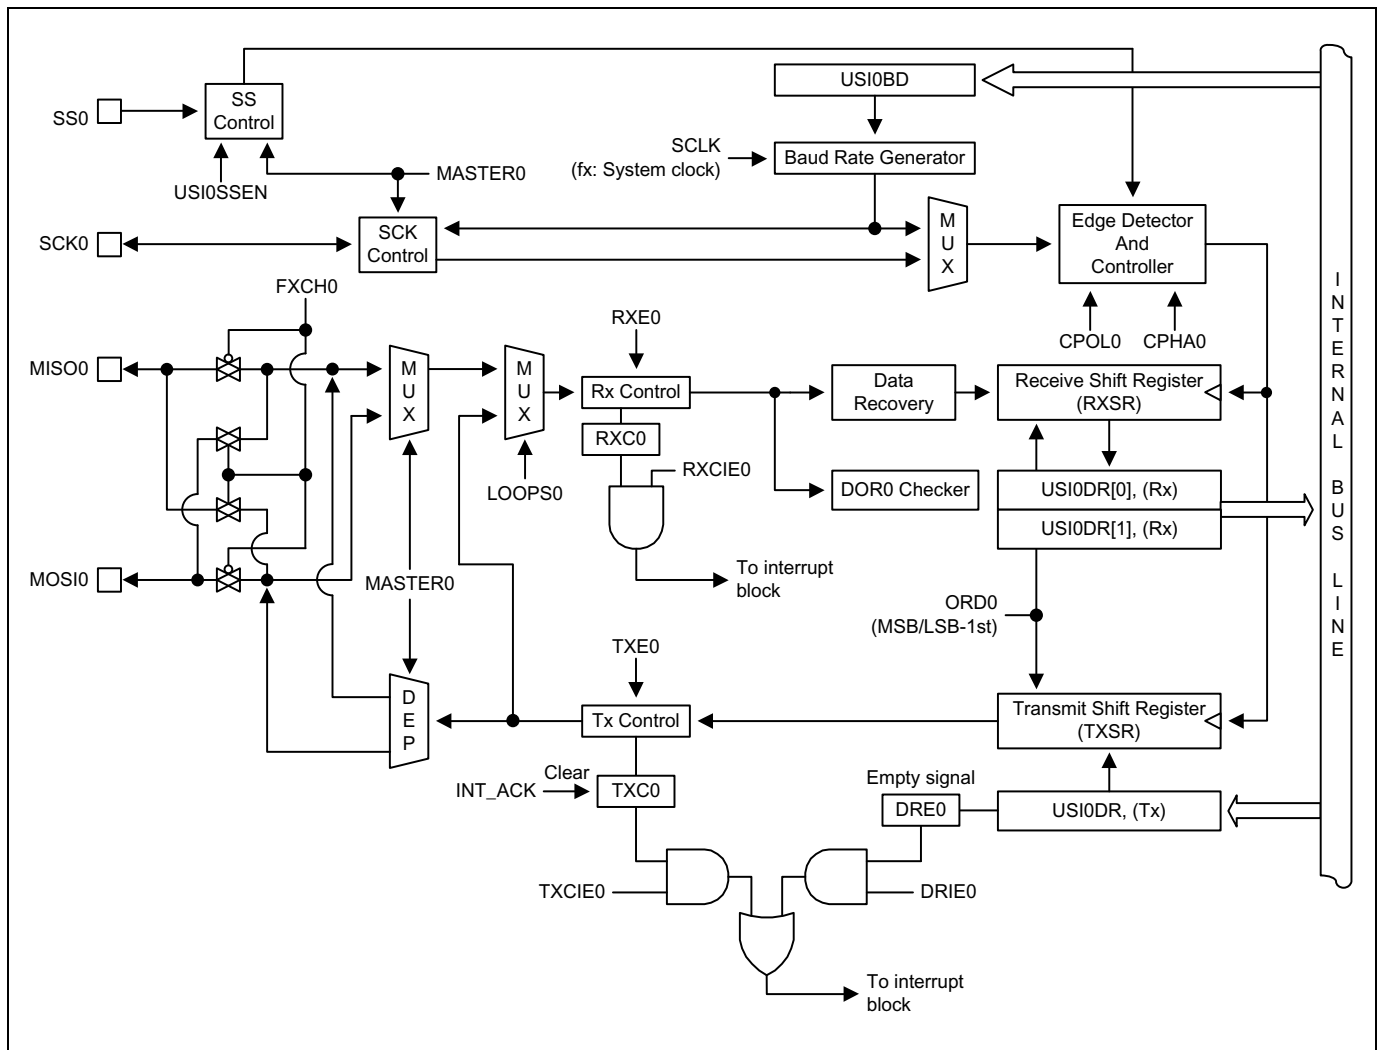 USI0BD
SS
Control
SS0
SCLK
(fx: System clock)
Baud Rate Generator
MASTER0
USI0SSEN
SCK0
SCK
Control
M
U
X
Edge Detector
And
Controller
FXCH0
RXE0
CPOL0
CPHA0
MISO0
M
U
X
M
U
X
Rx Control
Data
Recovery
Receive Shift Register
(RXSR)
RXC0
RXCIE0
LOOPS0
DOR0 Checker
USI0DR[0], (Rx)
USI0DR[1], (Rx)
MOSI0
MASTER0
To interrupt
block
ORD0
(MSB/LSB-1st)
TXE0
D
E
P
Tx Control
Transmit Shift Register
(TXSR)
Clear
INT_ACK
TXC0
Empty signal
DRE0
USI0DR, (Tx)
TXCIE0
DRIE0
To interrupt
block
I
N
T
E
R
N
A
L
B
U
S
L
I
N
E